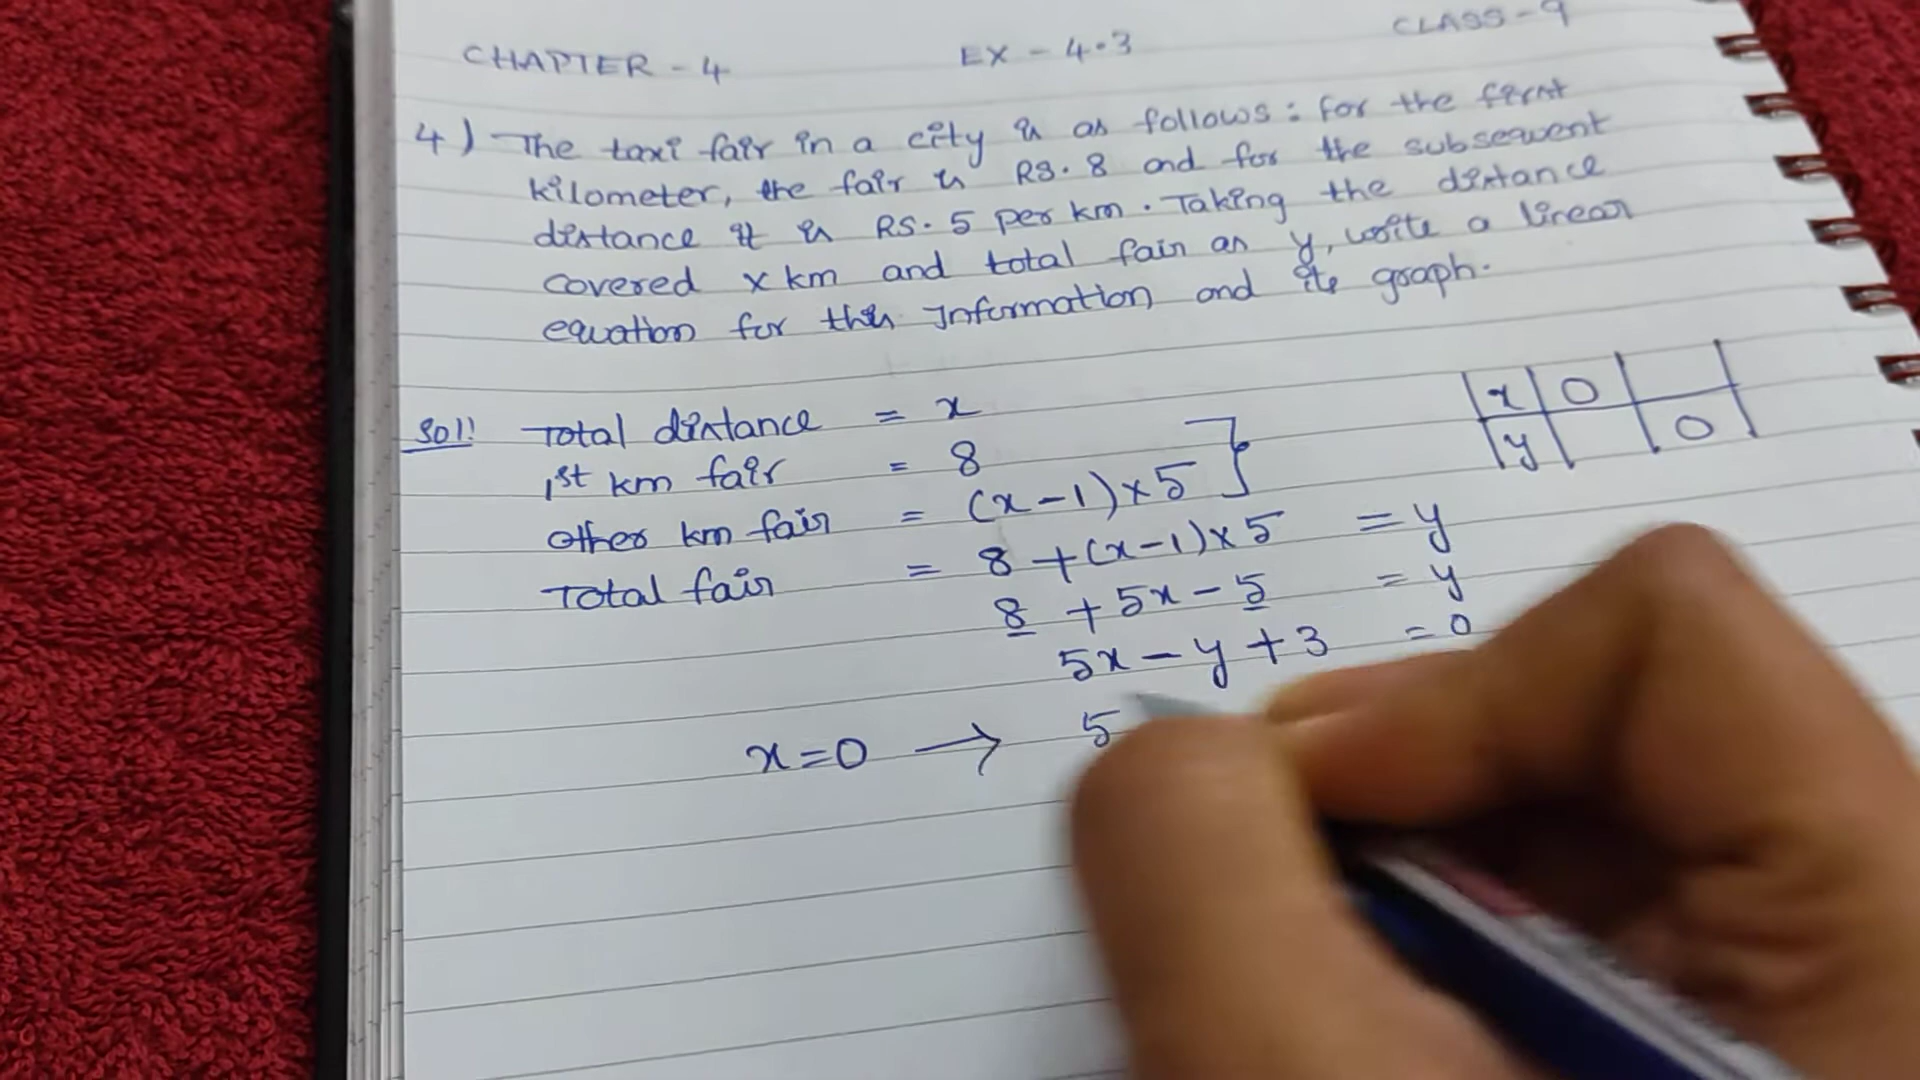 CHAPTER - 4 EX - 4.3 CLASS - 9
4) The taxi fair in a city is as follows: for the first
kilometer, the fair is RS. 8 and for the subsequent
distance it is RS. 5 per km. Taking the distance
covered x km and total fair as y, write a linear
equation for this Information and its graph.
Sol: Total distance = x
1st km fair = 8
other km fair = (x-1)×5
Total fair = 8 +(x-1)×5 = y
8 + 5x - 5 = y
5x - y + 3 = 0
x=0 → 5
x 0
y 0